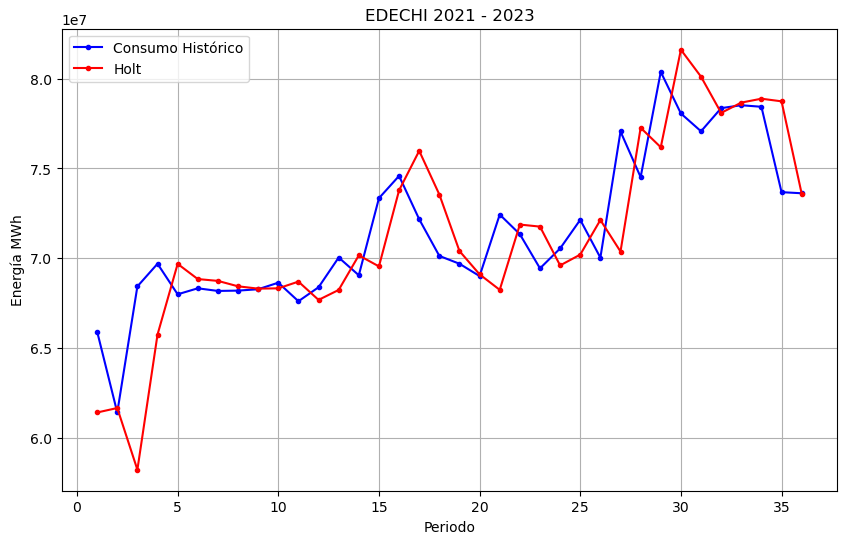 EDECHI 2021 - 2023
1e7
Consumo Histórico
Holt
8.0
7.5
7.0
6.5
6.0
Energía MWh
0 5 10 15 20 25 30 35
Periodo